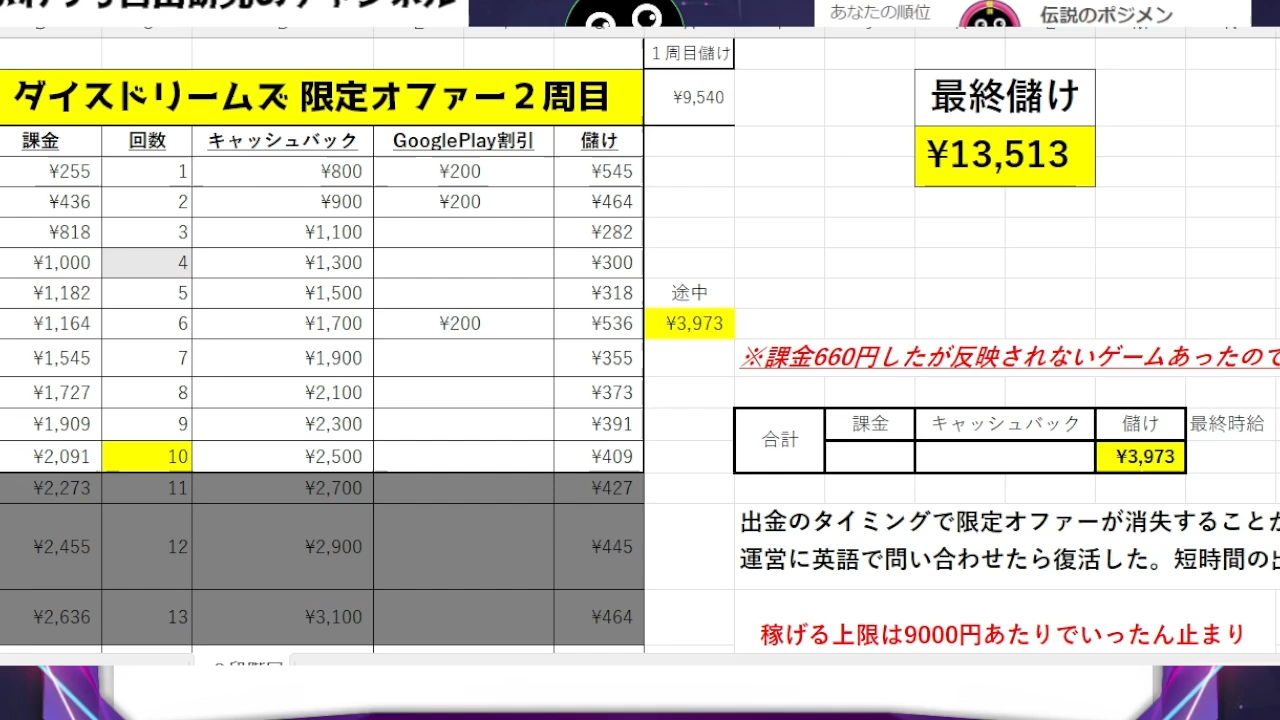 あなたの順位
伝説のポジメン
１周目儲け
ダイスドリームズ 限定オファー２周目
¥9,540
最終儲け
¥13,513
課金 回数 キャッシュバック GooglePlay割引 儲け
¥255 1 ¥800 ¥200 ¥545
¥436 2 ¥900 ¥200 ¥464
¥818 3 ¥1,100 ¥282
¥1,000 4 ¥1,300 ¥300
¥1,182 5 ¥1,500 ¥318 途中
¥1,164 6 ¥1,700 ¥200 ¥536 ¥3,973
¥1,545 7 ¥1,900 ¥355
※課金660円したが反映されないゲームあったので
¥1,727 8 ¥2,100 ¥373
¥1,909 9 ¥2,300 ¥391
¥2,091 10 ¥2,500 ¥409
合計 課金 キャッシュバック 儲け 最終時給
¥3,973
¥2,273 11 ¥2,700 ¥427
¥2,455 12 ¥2,900 ¥445
¥2,636 13 ¥3,100 ¥464
出金のタイミングで限定オファーが消失すること
運営に英語で問い合わせたら復活した。短時間の
稼げる上限は9000円あたりでいったん止まり